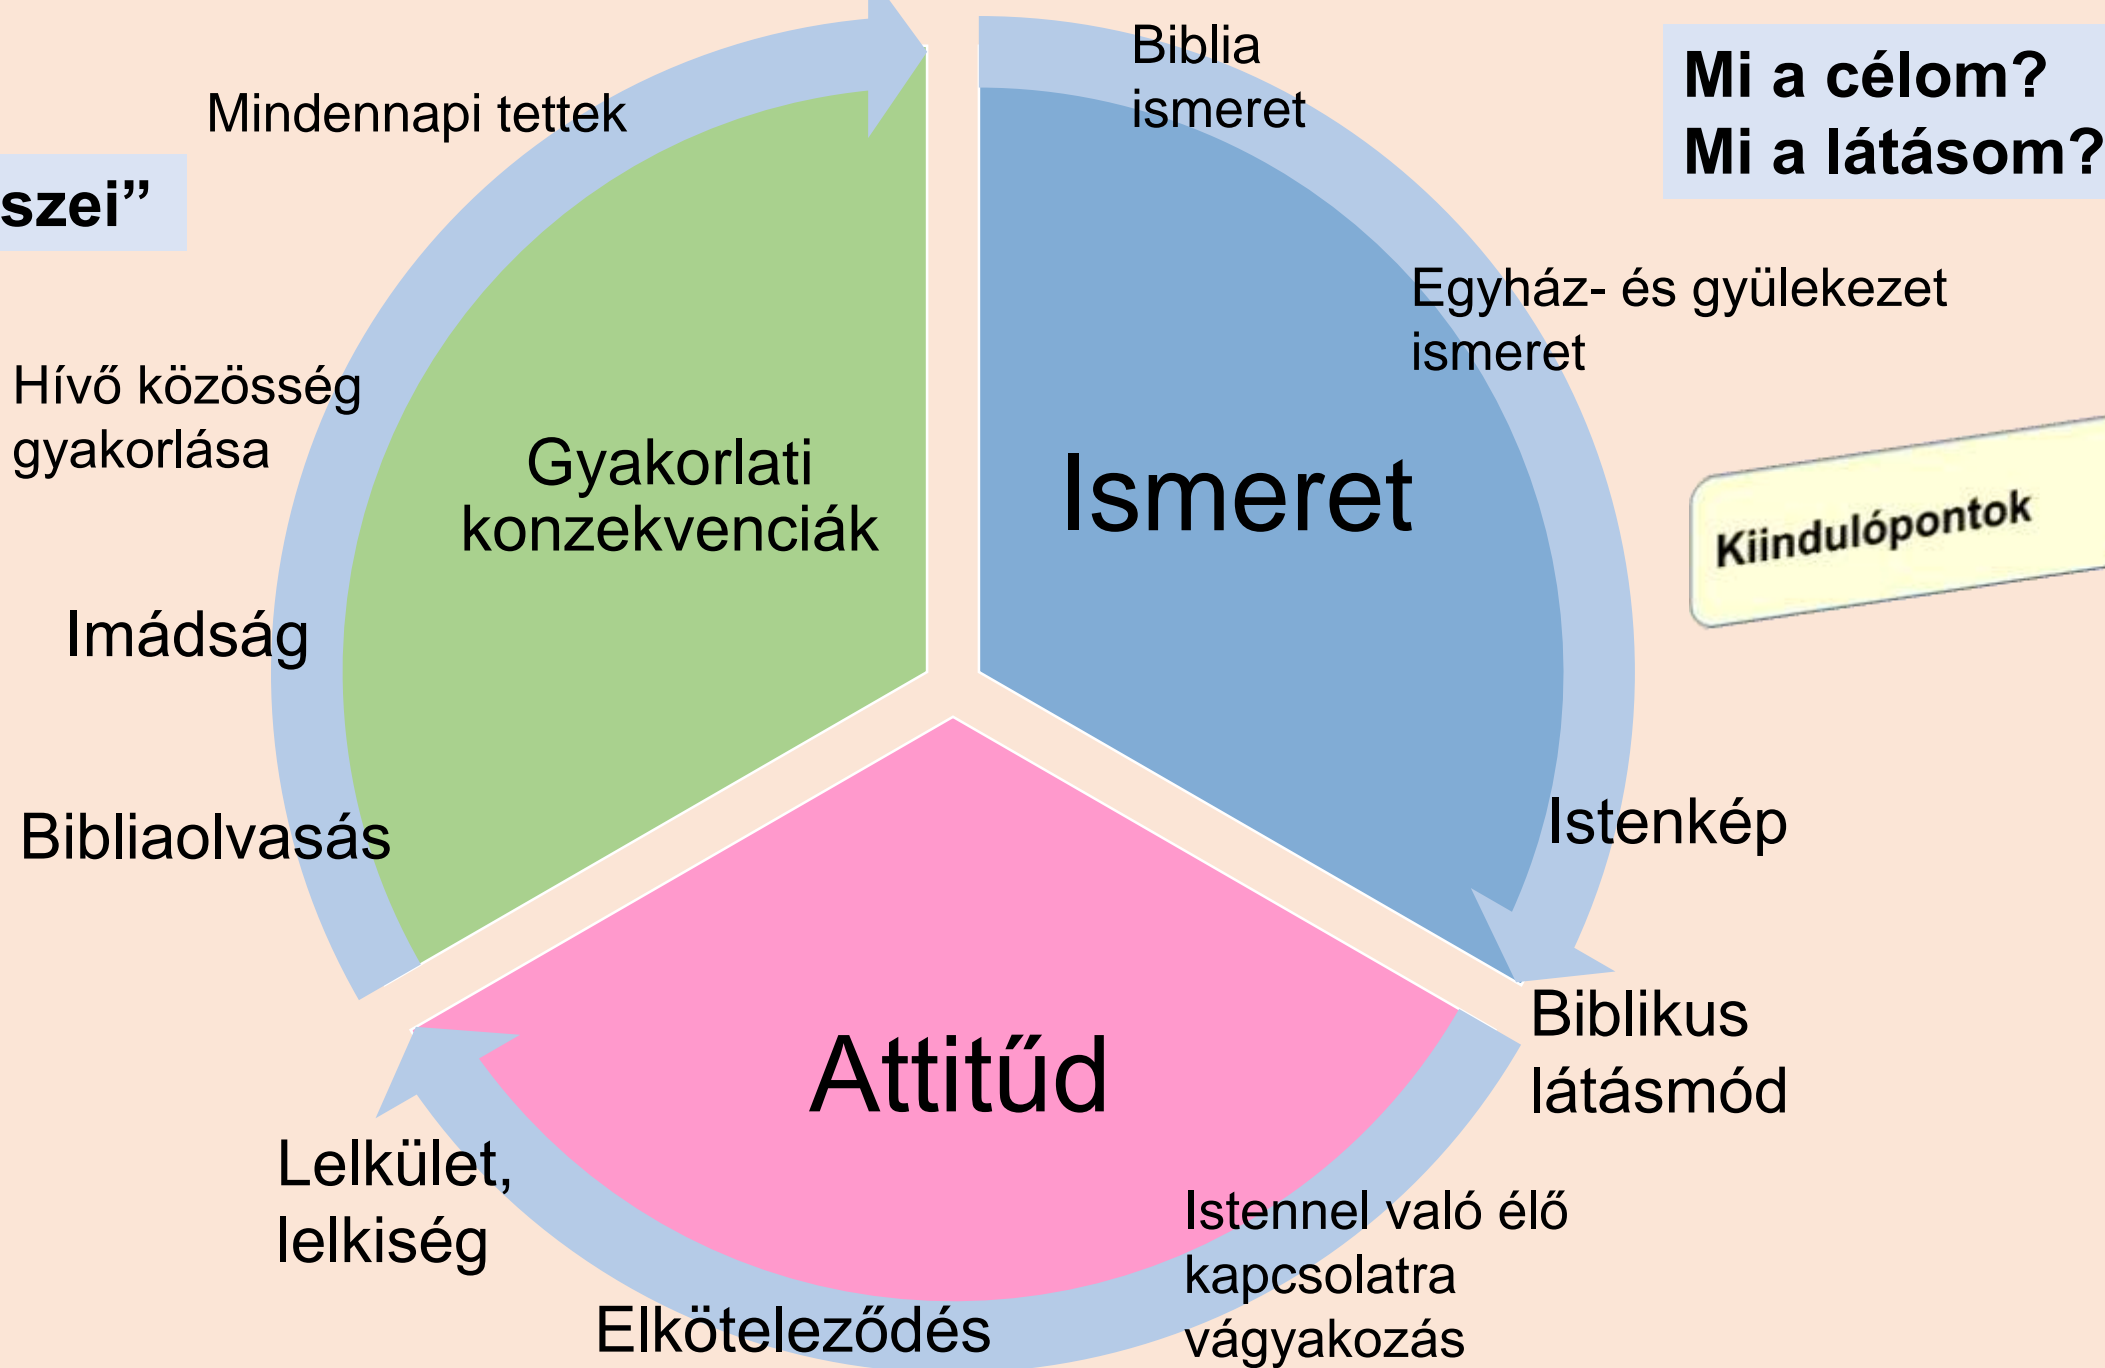 Biblia
ismeret
Mi a célom?
Mi a látásom?
Mindennapi tettek
szei”
Egyház- és gyülekezet
ismeret
Hívő közösség
gyakorlása
Gyakorlati
konzekvenciák
Ismeret
Kiindulópontok
Imádság
Bibliaolvasás
Istenkép
Biblikus
látásmód
Attitűd
Lelkület,
lelkiség
Istennel való élő
kapcsolatra
vágyakozás
Elköteleződés